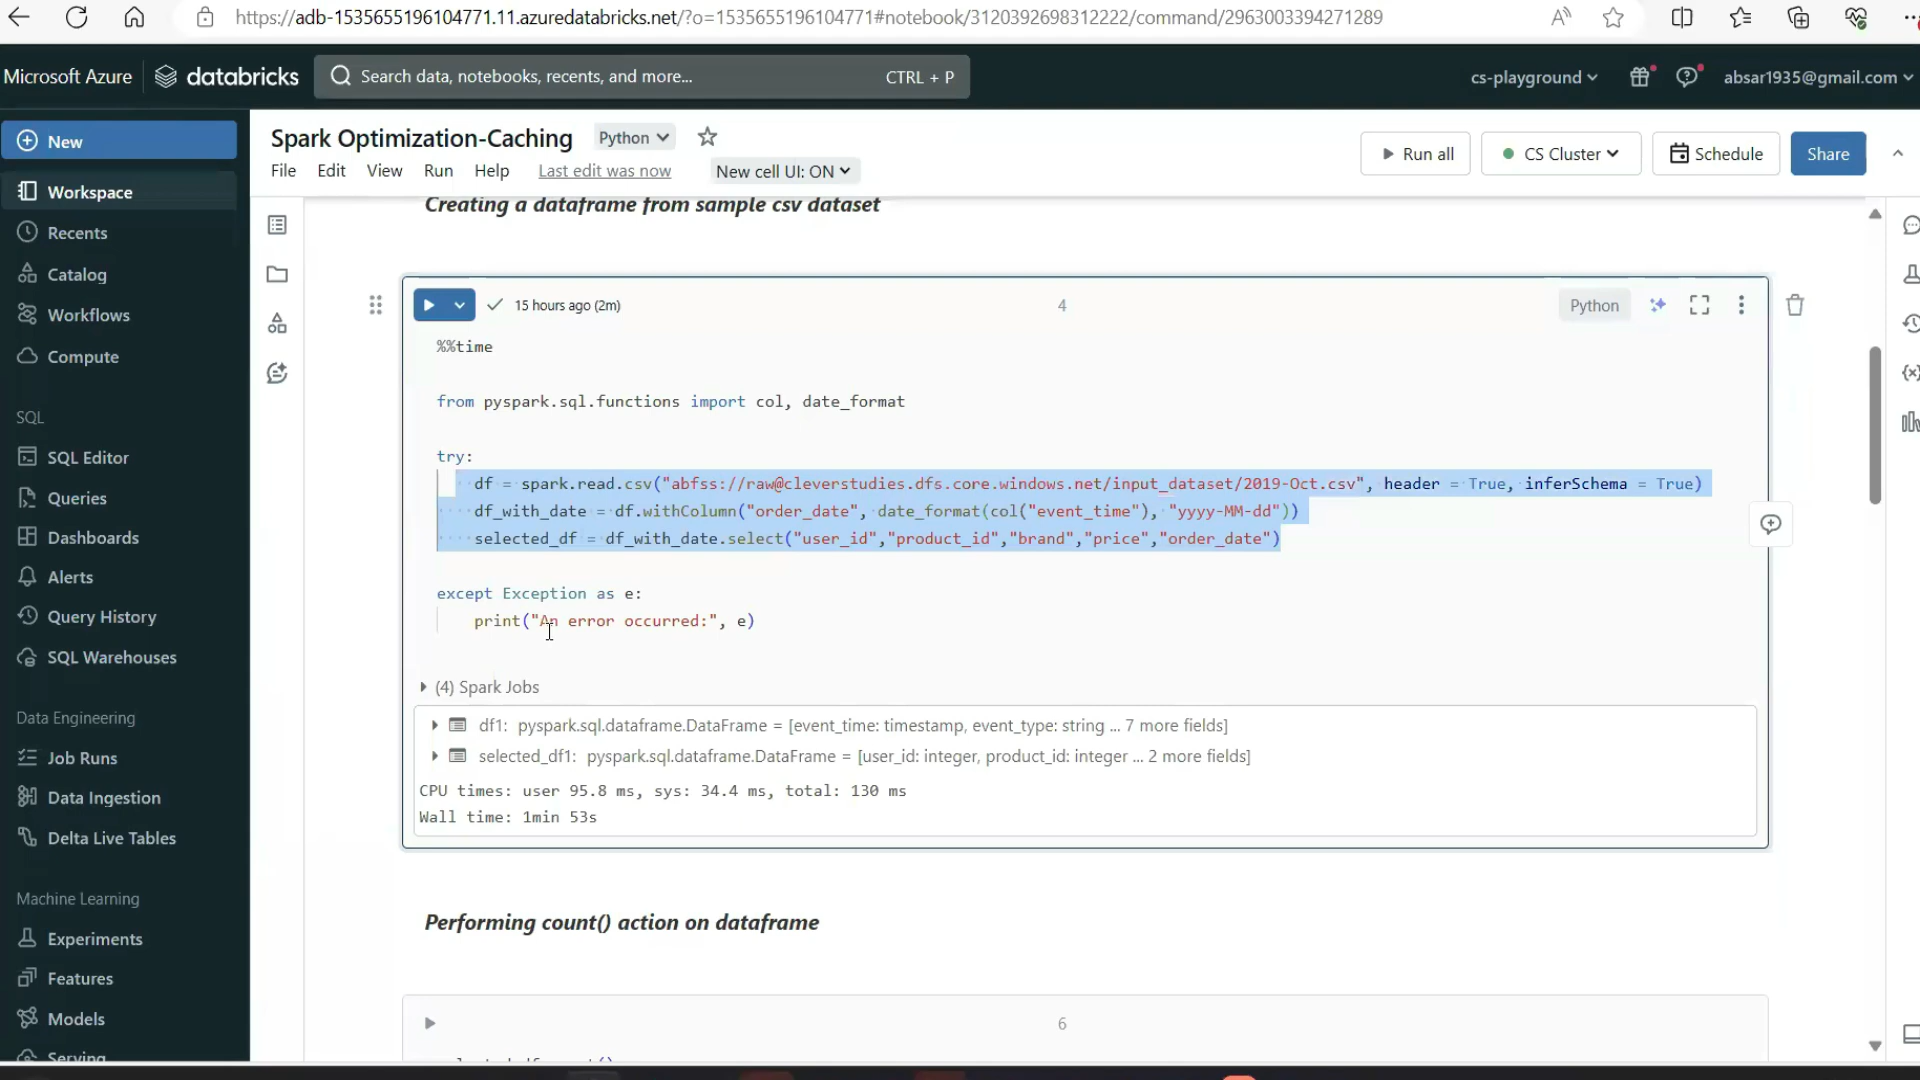 https://adb-1535655196104771.11.azuredatabricks.net/?o=1535655196104771#notebook/3120392698312222/command/2963003394271289
Microsoft Azure
databricks
Search data, notebooks, recents, and more...
CTRL + P
cs-playground
absar1935@gmail.com
New
Workspace
Recents
Catalog
Workflows
Compute
SQL
SQL Editor
Queries
Dashboards
Alerts
Query History
SQL Warehouses
Data Engineering
Job Runs
Data Ingestion
Delta Live Tables
Machine Learning
Experiments
Features
Models
Serving
Spark Optimization-Caching
Python
File
Edit
View
Run
Help
Last edit was now
New cell UI: ON
Run all
CS Cluster
Schedule
Share
Creating a dataframe from sample csv dataset
15 hours ago (2m)
4
Python
%%time
from pyspark.sql.functions import col, date_format
try:
df = spark.read.csv("abfss://raw@cleverstudies.dfs.core.windows.net/input_dataset/2019-Oct.csv", header = True, inferSchema = True)
df_with_date = df.withColumn("order_date", date_format(col("event_time"), "yyyy-MM-dd"))
selected_df = df_with_date.select("user_id","product_id","brand","price","order_date")
except Exception as e:
print("An error occurred:", e)
(4) Spark Jobs
df1: pyspark.sql.dataframe.DataFrame = [event_time: timestamp, event_type: string ... 7 more fields]
selected_df1: pyspark.sql.dataframe.DataFrame = [user_id: integer, product_id: integer ... 2 more fields]
CPU times: user 95.8 ms, sys: 34.4 ms, total: 130 ms
Wall time: 1min 53s
Performing count() action on dataframe
6